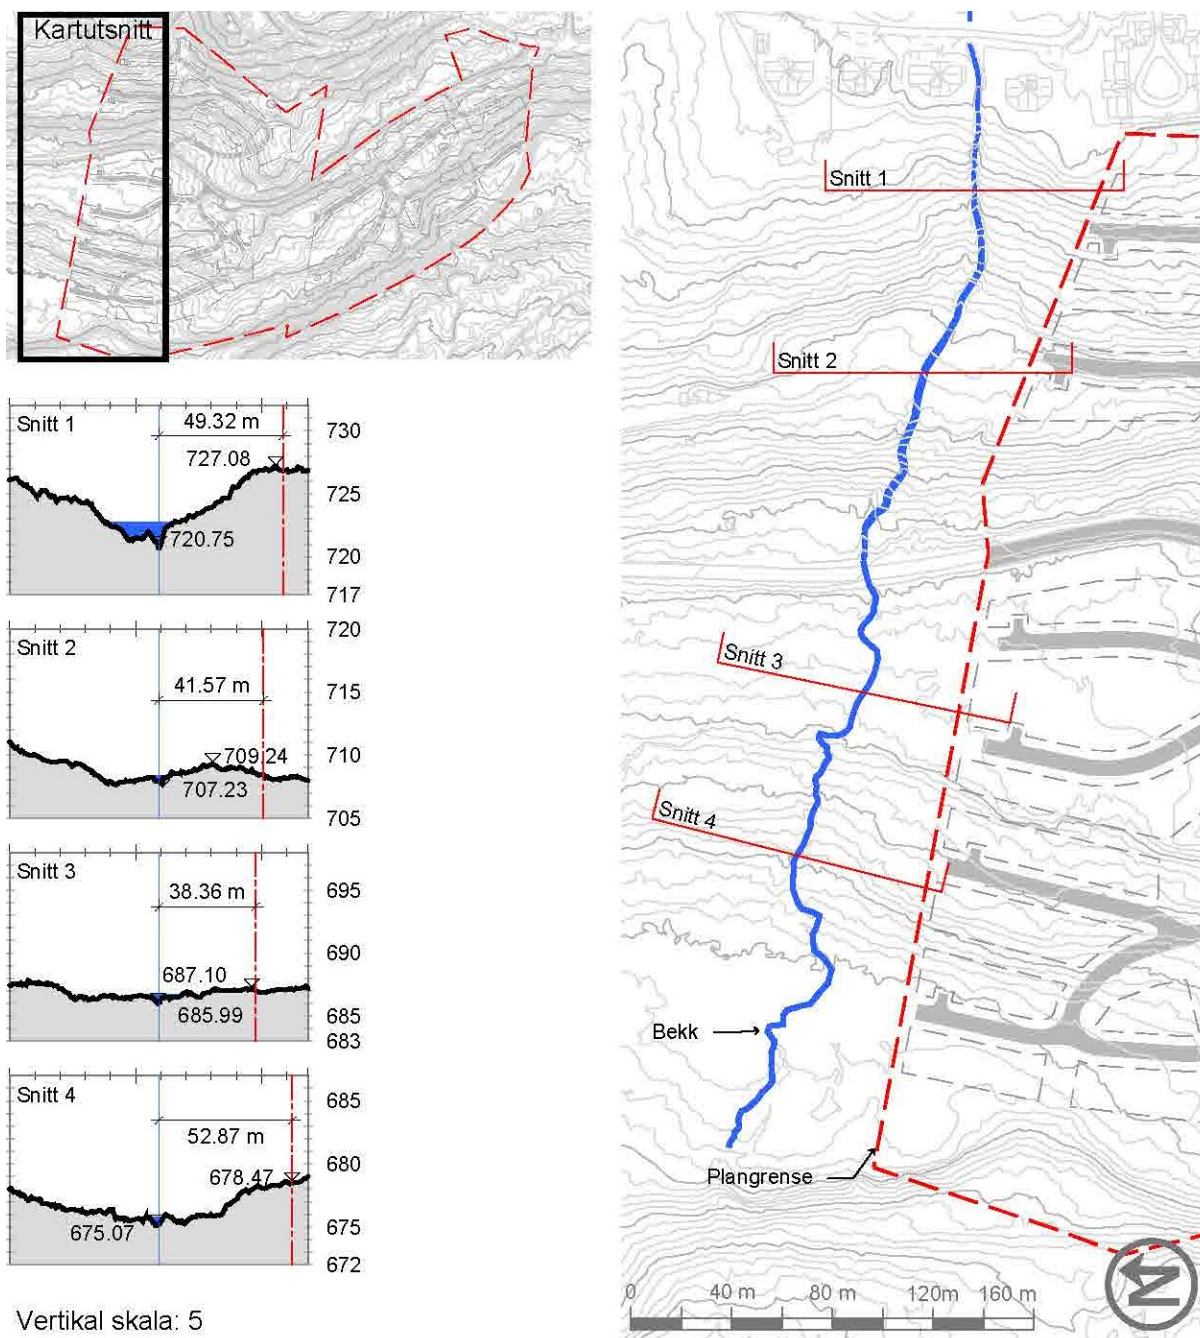 Kartutsnitt
Snitt 1
49.32 m
727.08
720.75
730
725
720
717
Snitt 2
41.57 m
709.24
707.23
720
715
710
705
Snitt 3
38.36 m
687.10
685.99
695
690
685
683
Snitt 4
52.87 m
678.47
675.07
685
680
675
672
Vertikal skala: 5
Snitt 1
Snitt 2
Snitt 3
Snitt 4
Bekk
Plangrense
0 40 m 80 m 120m 160 m
N